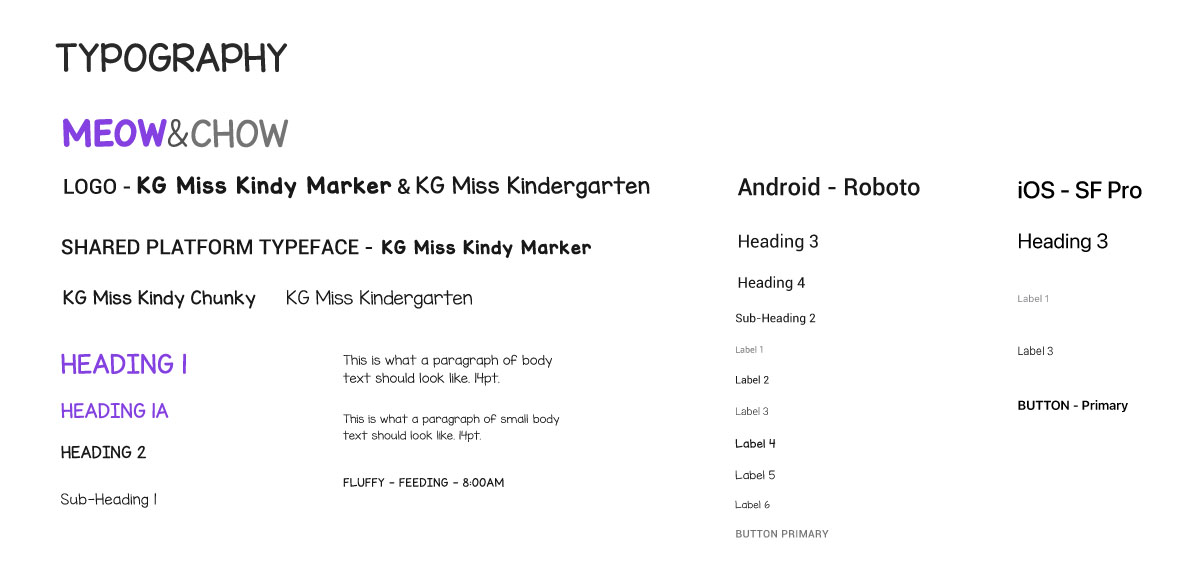 TYPOGRAPHY
MEOW&CHOW
LOGO - KG Miss Kindy Marker & KG Miss Kindergarten
SHARED PLATFORM TYPEFACE - KG Miss Kindy Marker
KG Miss Kindy Chunky
KG Miss Kindergarten
HEADING 1
HEADING 1A
HEADING 2
Sub-Heading 1
This is what a paragraph of body
text should look like. 14pt.
This is what a paragraph of small body
text should look like. 14pt.
FLUFFY - FEEDING - 8:00AM
Android - Roboto
Heading 3
Heading 4
Sub-Heading 2
Label 1
Label 2
Label 3
Label 4
Label 5
Label 6
BUTTON PRIMARY
iOS - SF Pro
Heading 3
Label 1
Label 3
BUTTON - Primary